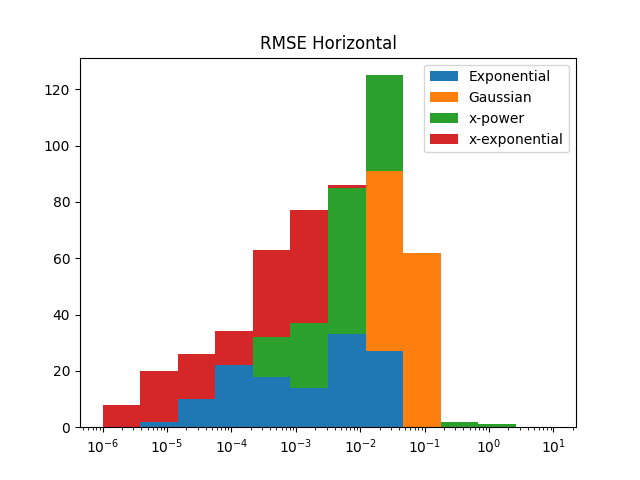 RMSE Horizontal
Exponential
Gaussian
x-power
x-exponential
120
100
80
60
40
20
0
10⁻⁶ 10⁻⁵ 10⁻⁴ 10⁻³ 10⁻² 10⁻¹ 10⁰ 10¹